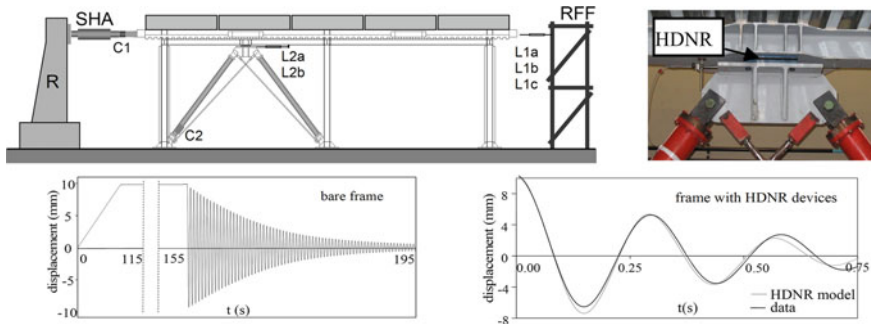 SHA
C1
R
L2a
L2b
C2
RFF
L1a
L1b
L1c
HDNR
10
5
0
-5
-10
0
115
155
195
displacement (mm)
t (s)
bare frame
8
4
0
-4
-8
0.00
0.25
0.50
0.75
displacement (mm)
t(s)
frame with HDNR devices
HDNR model
data